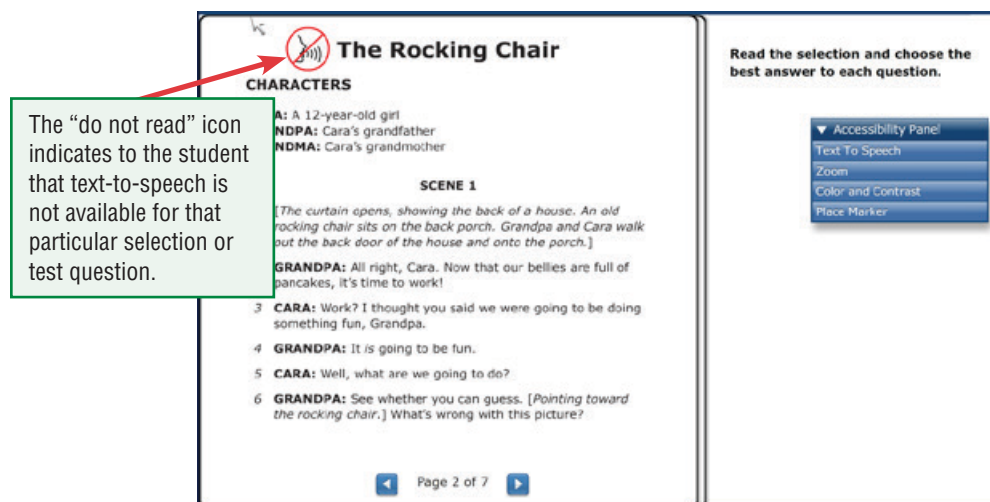 The Rocking Chair
CHARACTERS
A: A 12-year-old girl
NDPA: Cara's grandfather
NDMA: Cara's grandmother
SCENE 1
[The curtain opens, showing the back of a house. An old
rocking chair sits on the back porch. Grandpa and Cara walk
out the back door of the house and onto the porch.]
GRANDPA: All right, Cara. Now that our bellies are full of
pancakes, it's time to work!
3 CARA: Work? I thought you said we were going to be doing
something fun, Grandpa.
4 GRANDPA: It is going to be fun.
5 CARA: Well, what are we going to do?
6 GRANDPA: See whether you can guess. [Pointing toward
the rocking chair.] What's wrong with this picture?
Page 2 of 7
The “do not read” icon
indicates to the student
that text-to-speech is
not available for that
particular selection or
test question.
Read the selection and choose the
best answer to each question.
▼ Accessibility Panel
Text To Speech
Zoom
Color and Contrast
Place Marker